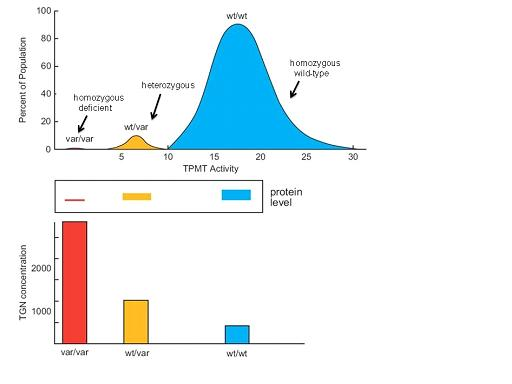 wt/wt
100
80
60
40
20
0
Percent of Population
homozygous
deficient
heterozygous
homozygous
wild-type
var/var
wt/var
5
10
15
20
25
30
TPMT Activity
protein
level
TGN concentration
2000
1000
var/var
wt/var
wt/wt